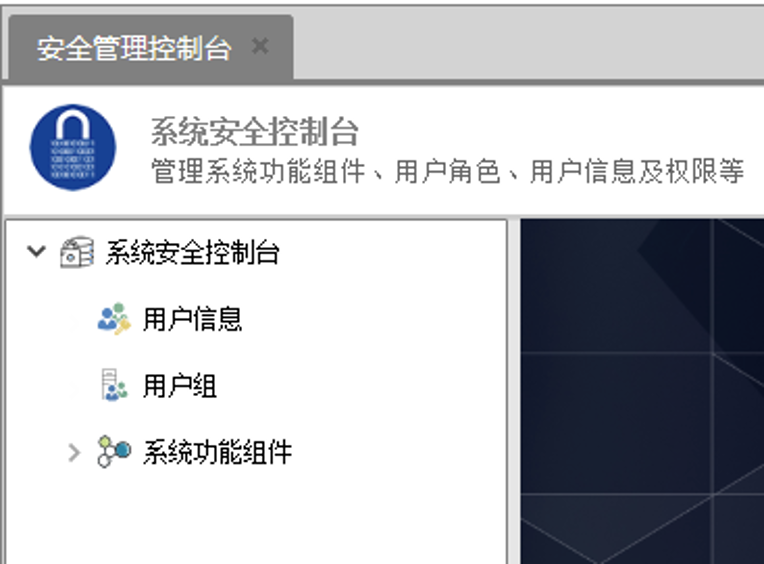 安全管理控制台
系统安全控制台
管理系统功能组件、用户角色、用户信息及权限等
系统安全控制台
用户信息
用户组
系统功能组件